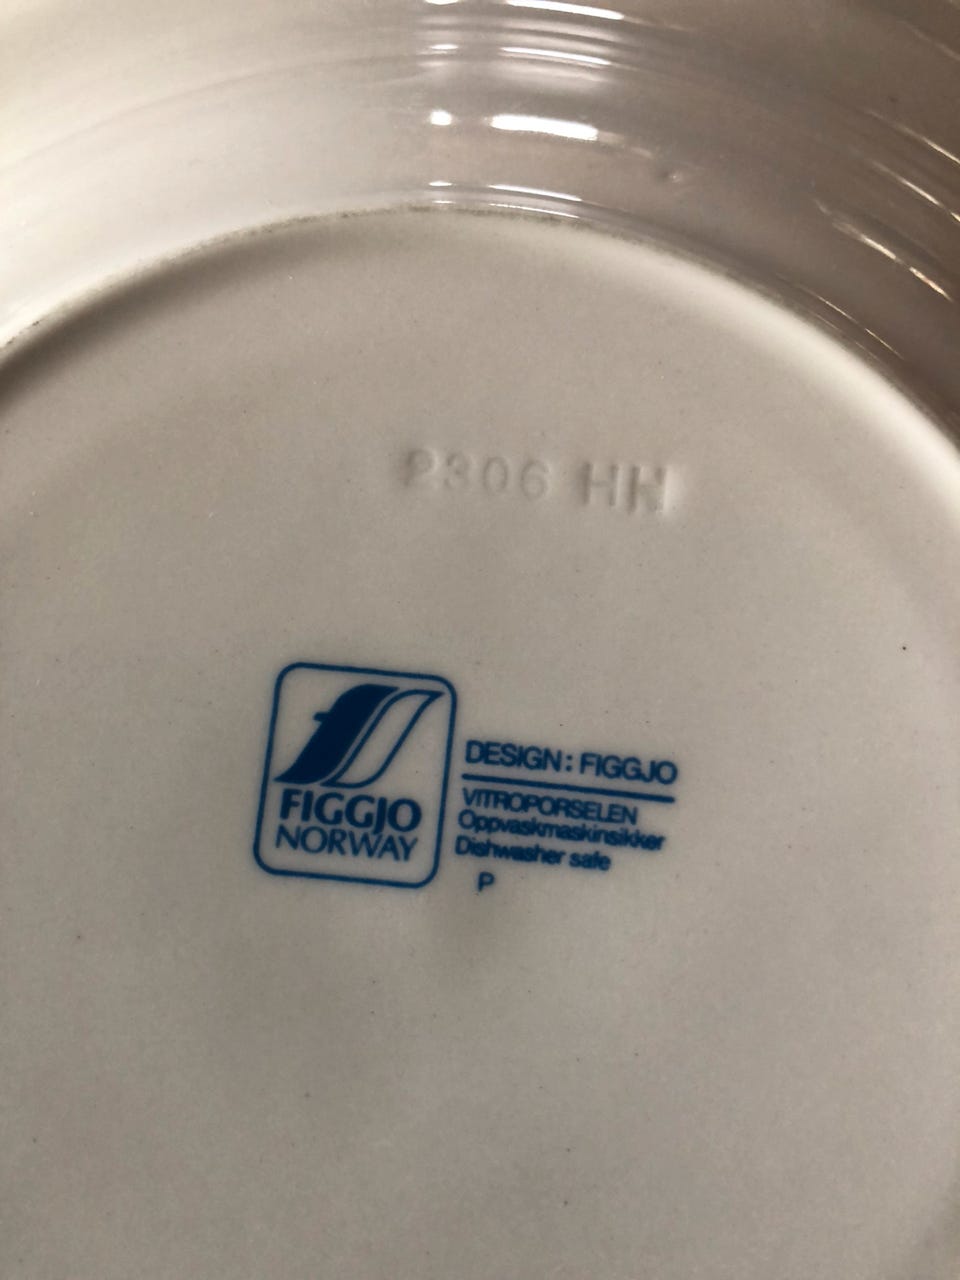 2306 HH
FIGGJO
NORWAY
DESIGN: FIGGJO
VITROPORSELEN
Oppvaskmaskinsikker
Dishwasher safe
P